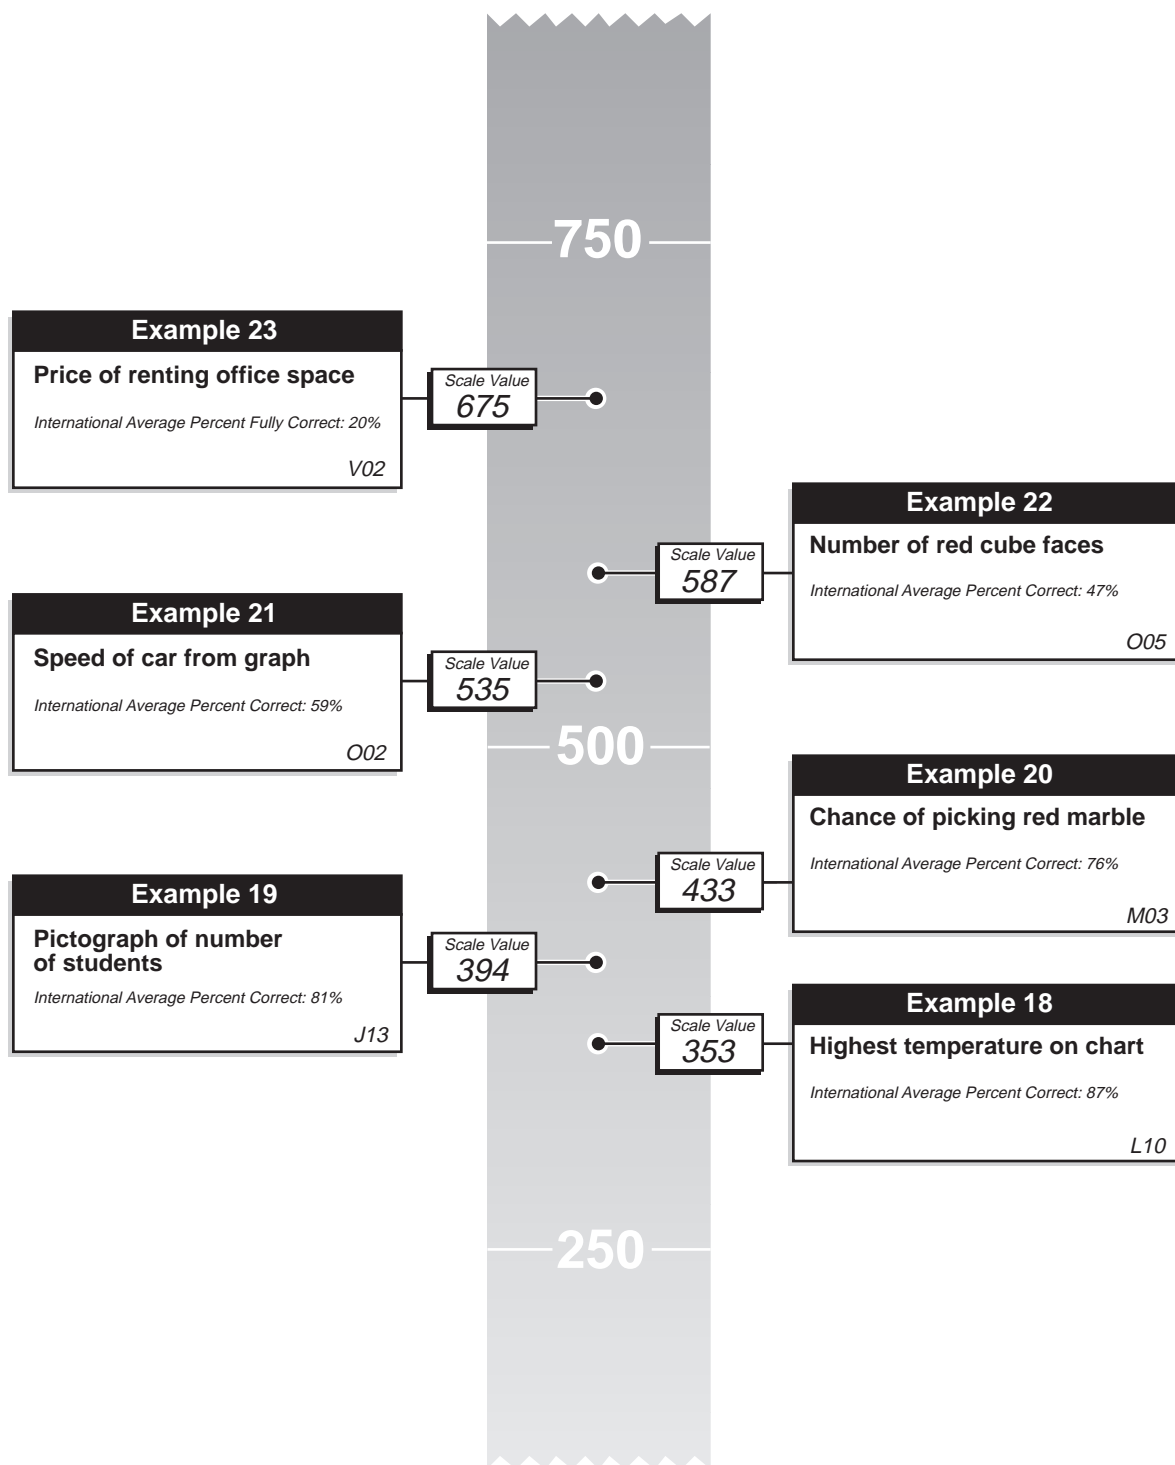 750
Example 23
Price of renting office space
International Average Percent Fully Correct: 20%
V02
Scale Value
675
Example 22
Number of red cube faces
International Average Percent Correct: 47%
O05
Scale Value
587
Example 21
Speed of car from graph
International Average Percent Correct: 59%
O02
Scale Value
535
500
Example 20
Chance of picking red marble
International Average Percent Correct: 76%
M03
Scale Value
433
Example 19
Pictograph of number
of students
International Average Percent Correct: 81%
J13
Scale Value
394
Example 18
Highest temperature on chart
International Average Percent Correct: 87%
L10
Scale Value
353
250